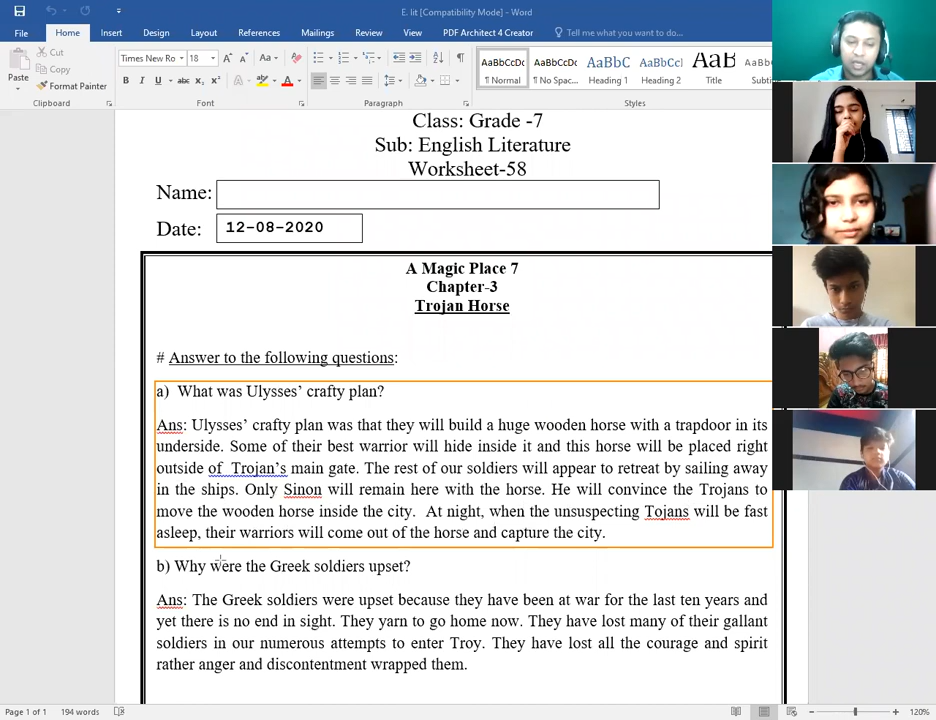 E. lit [Compatibility Mode] - Word
File Home Insert Design Layout References Mailings Review View PDF Architect 4 Creator Tell me what you want to do...
Paste
Cut
Copy
Format Painter
Times New Ro 18
AaBbCcDc AaBbCcDc AaBbC AaBbCcI AaB
¶ Normal ¶ No Spac... Heading 1 Heading 2 Title
Clipboard Font Paragraph Styles
Class: Grade -7
Sub: English Literature
Worksheet-58
Name:
Date: 12-08-2020
A Magic Place 7
Chapter-3
Trojan Horse
# Answer to the following questions:
a) What was Ulysses’ crafty plan?
Ans: Ulysses’ crafty plan was that they will build a huge wooden horse with a trapdoor in its
underside. Some of their best warrior will hide inside it and this horse will be placed right
outside of Trojan’s main gate. The rest of our soldiers will appear to retreat by sailing away
in the ships. Only Sinon will remain here with the horse. He will convince the Trojans to
move the wooden horse inside the city. At night, when the unsuspecting Tojans will be fast
asleep, their warriors will come out of the horse and capture the city.
b) Why were the Greek soldiers upset?
Ans: The Greek soldiers were upset because they have been at war for the last ten years and
yet there is no end in sight. They yarn to go home now. They have lost many of their gallant
soldiers in our numerous attempts to enter Troy. They have lost all the courage and spirit
rather anger and discontentment wrapped them.
Page 1 of 1 194 words 120%